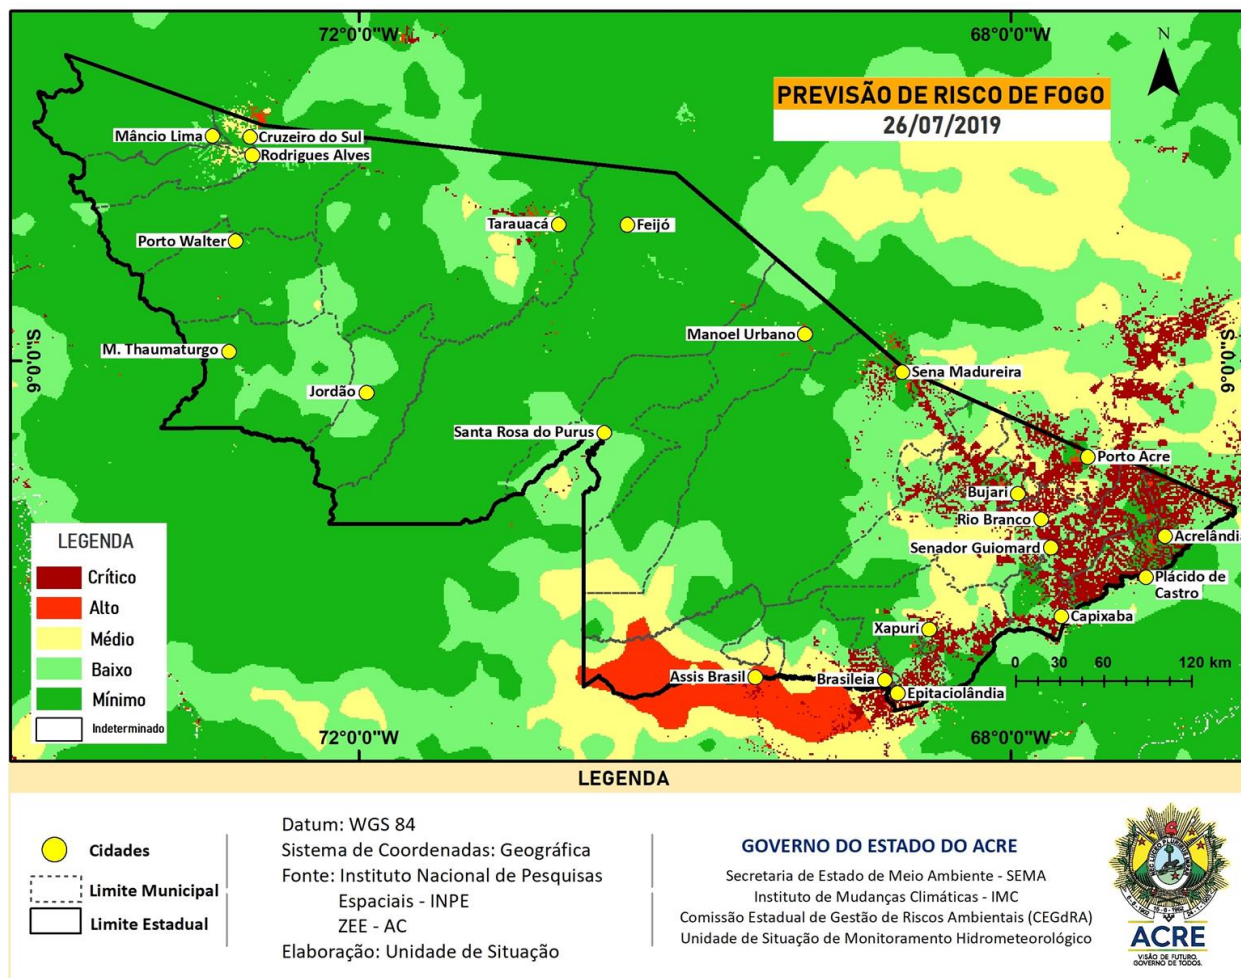 72°0'0"W
68°0'0"W
N
PREVISÃO DE RISCO DE FOGO
26/07/2019
Mâncio Lima
Cruzeiro do Sul
Rodrigues Alves
Tarauacá
Feijó
Porto Walter
Manoel Urbano
M. Thaumaturgo
9°0'0"S
9°0'0"S
Sena Madureira
Jordão
Santa Rosa do Purus
Porto Acre
Bujari
Rio Branco
Acrelândia
Senador Guiomard
Plácido de
Castro
Capixaba
Xapuri
Assis Brasil
Brasileia
Epitaciolândia
0 30 60 120 km
LEGENDA
Crítico
Alto
Médio
Baixo
Mínimo
Indeterminado
72°0'0"W
68°0'0"W
LEGENDA
Cidades
Limite Municipal
Limite Estadual
Datum: WGS 84
Sistema de Coordenadas: Geográfica
Fonte: Instituto Nacional de Pesquisas
Espaciais - INPE
ZEE - AC
Elaboração: Unidade de Situação
GOVERNO DO ESTADO DO ACRE
Secretaria de Estado de Meio Ambiente - SEMA
Instituto de Mudanças Climáticas - IMC
Comissão Estadual de Gestão de Riscos Ambientais (CEGdRA)
Unidade de Situação de Monitoramento Hidrometeorológico
ACRE
VISÃO DE FUTURO.
GOVERNO DE TODOS.